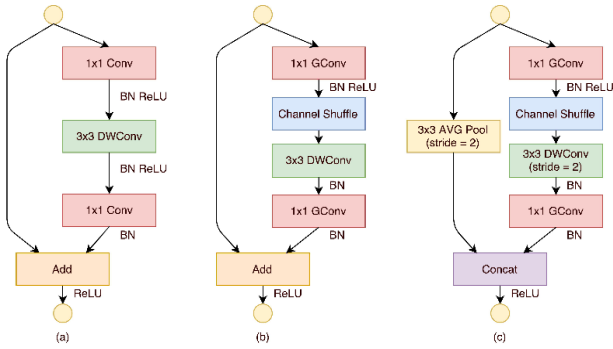 1x1 Conv
BN ReLU
3x3 DWConv
BN ReLU
1x1 Conv
BN
Add
ReLU
(a)
1x1 GConv
BN ReLU
Channel Shuffle
3x3 DWConv
BN
1x1 GConv
BN
Add
ReLU
(b)
3x3 AVG Pool
(stride = 2)
1x1 GConv
BN ReLU
Channel Shuffle
3x3 DWConv
(stride = 2)
BN
1x1 GConv
BN
Concat
ReLU
(c)